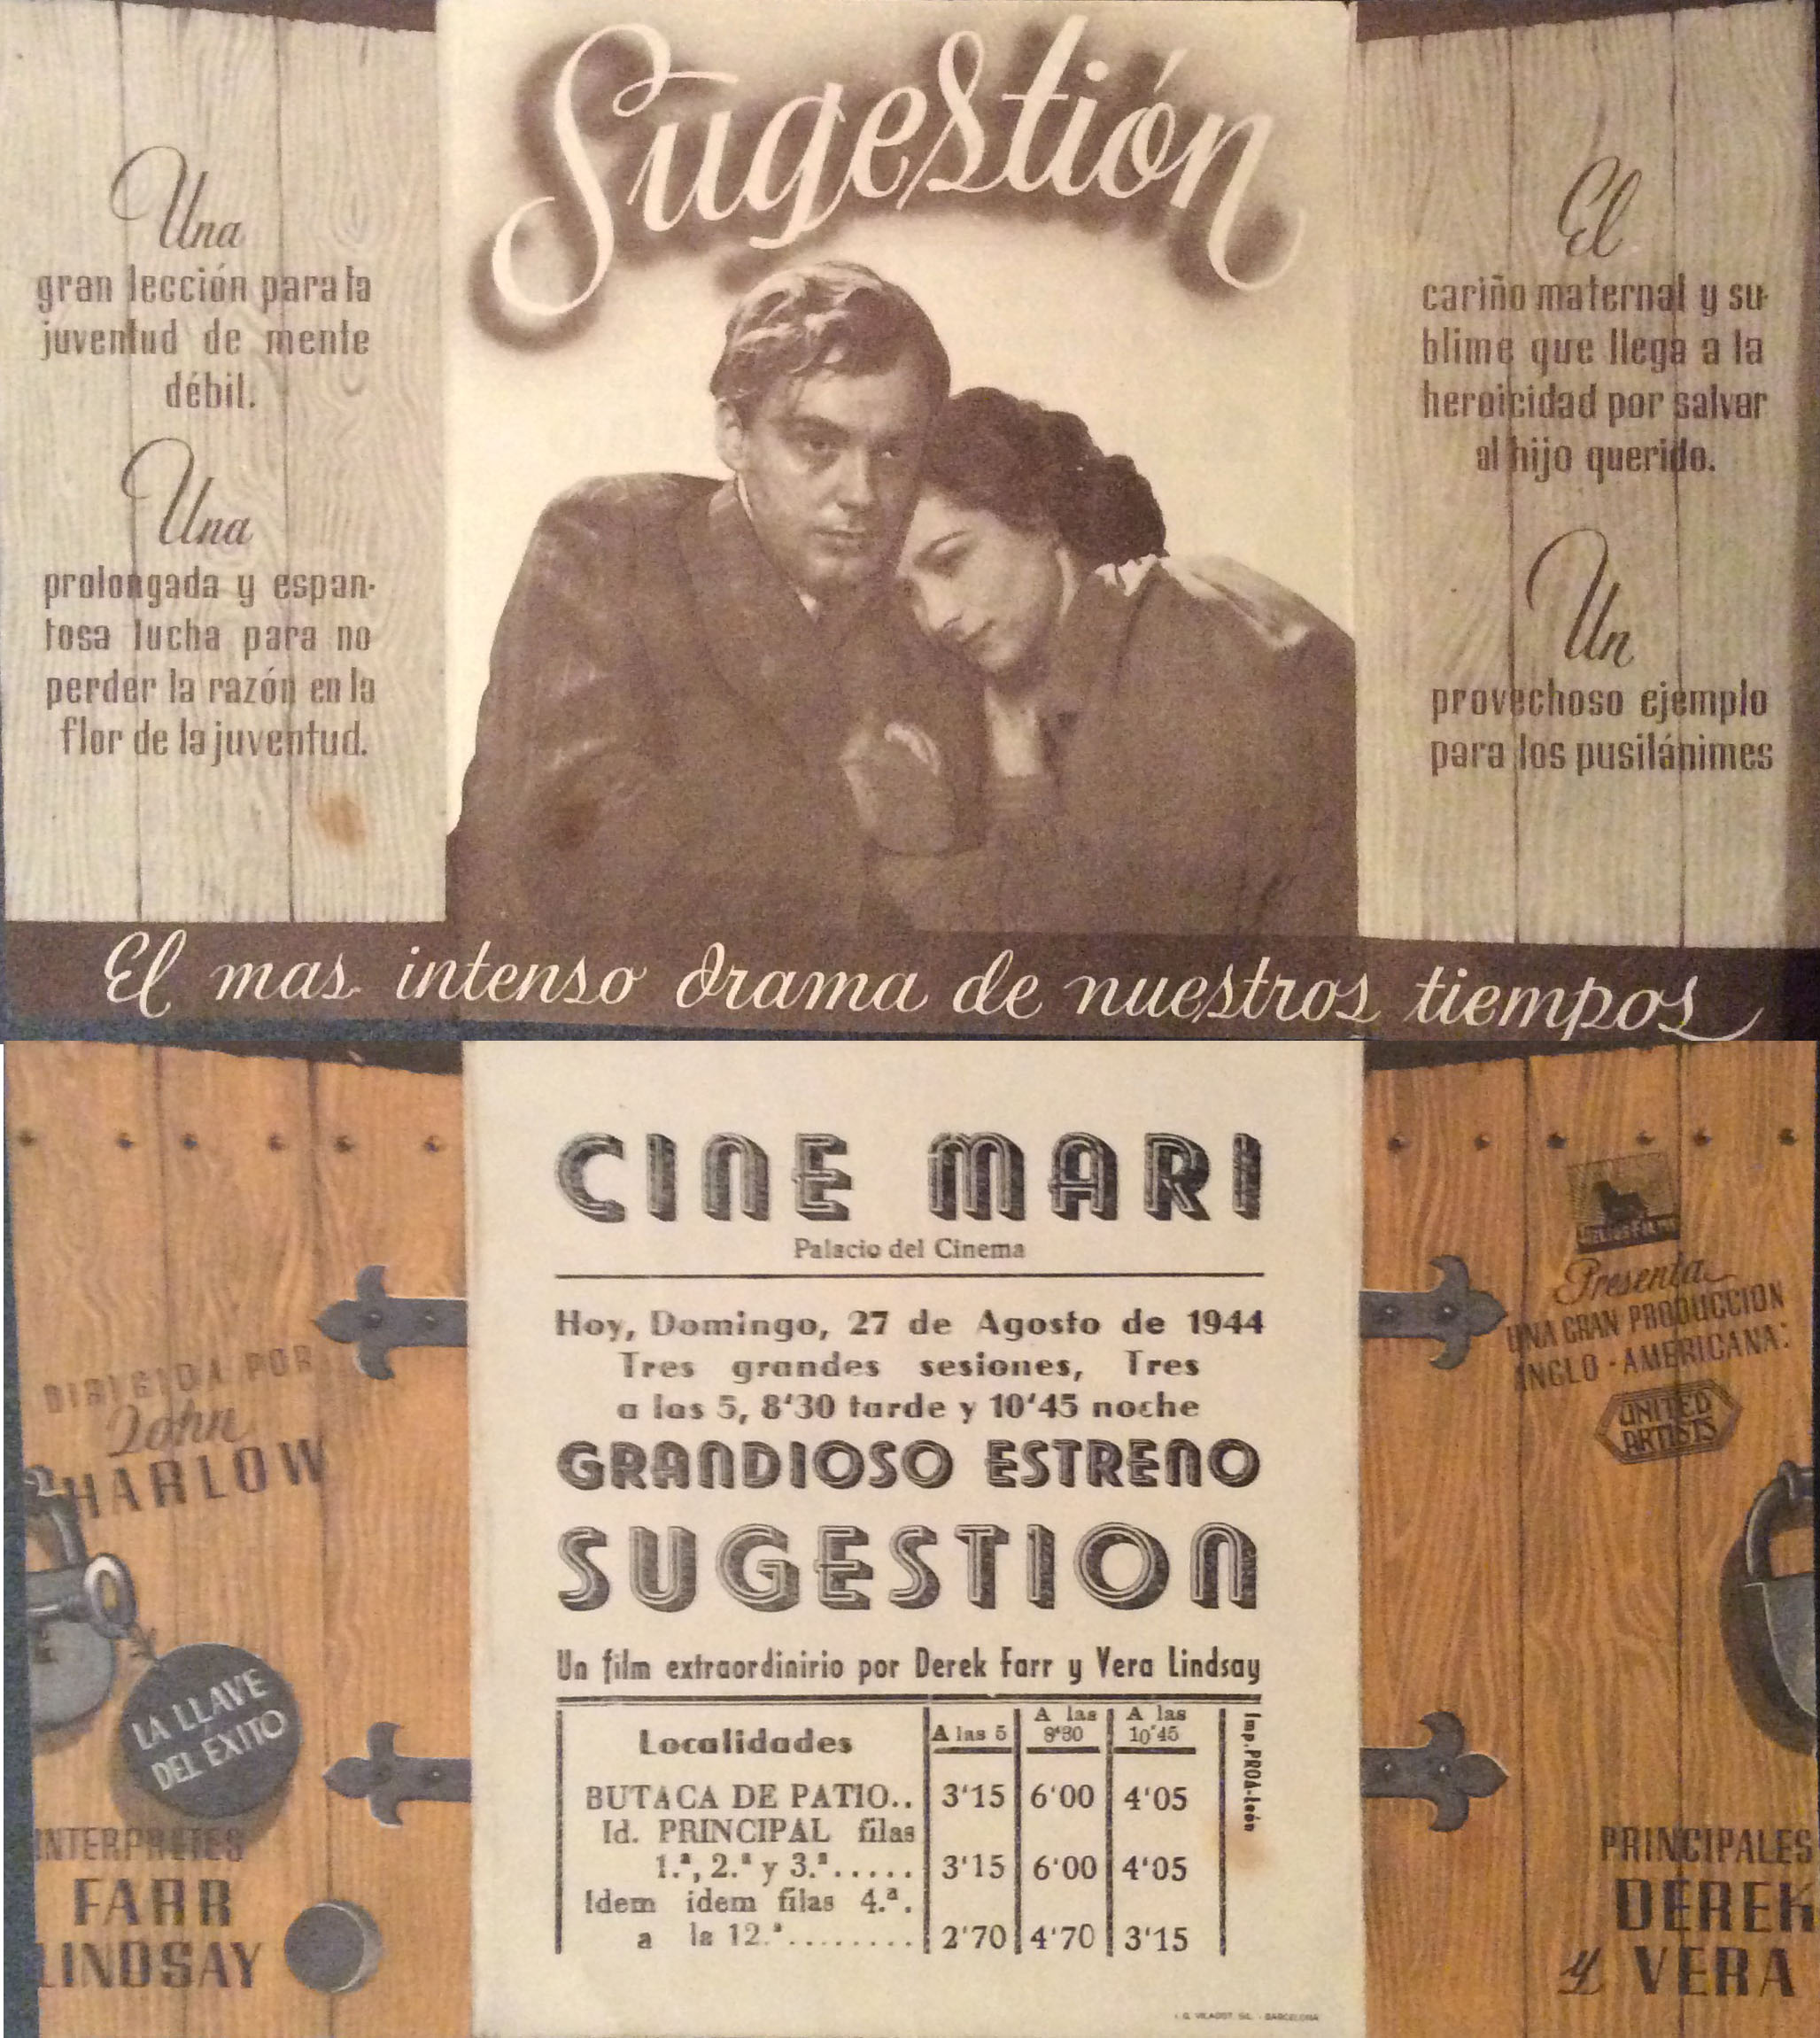 Sugestión
Una
gran lección para la
juventud de mente
débil.
Una
prolongada y espan-
tosa lucha para no
perder la razón en la
flor de la juventud.
El
cariño maternal y su-
blime que llega a la
heroicidad por salvar
al hijo querido.
Un
provechoso ejemplo
para los pusilánimes
El mas intenso drama de nuestros tiempos
DIRIGIDA POR
John
HARLOW
LA LLAVE
DEL EXITO
INTERPRETES
FARR
LINDSAY
CINE MARI
Palacio del Cinema
Hoy, Domingo, 27 de Agosto de 1944
Tres grandes sesiones, Tres
a las 5, 8'30 tarde y 10'45 noche
GRANDIOSO ESTRENO
SUGESTION
Un film extraordinirio por Derek Farr y Vera Lindsay
Localidades A las 5 A las 8'30 A las 10'45
BUTACA DE PATIO.. 3'15 6'00 4'05
Id. PRINCIPAL filas
1.ª, 2.ª y 3.ª..... 3'15 6'00 4'05
Idem idem filas 4.ª.
a la 12.ª........ 2'70 4'70 3'15
Imp. PROA-León
BARCELONA
Presenta
UNA GRAN PRODUCCION
ANGLO-AMERICANA:
UNITED
ARTISTS
PRINCIPALES
DEREK
y VERA